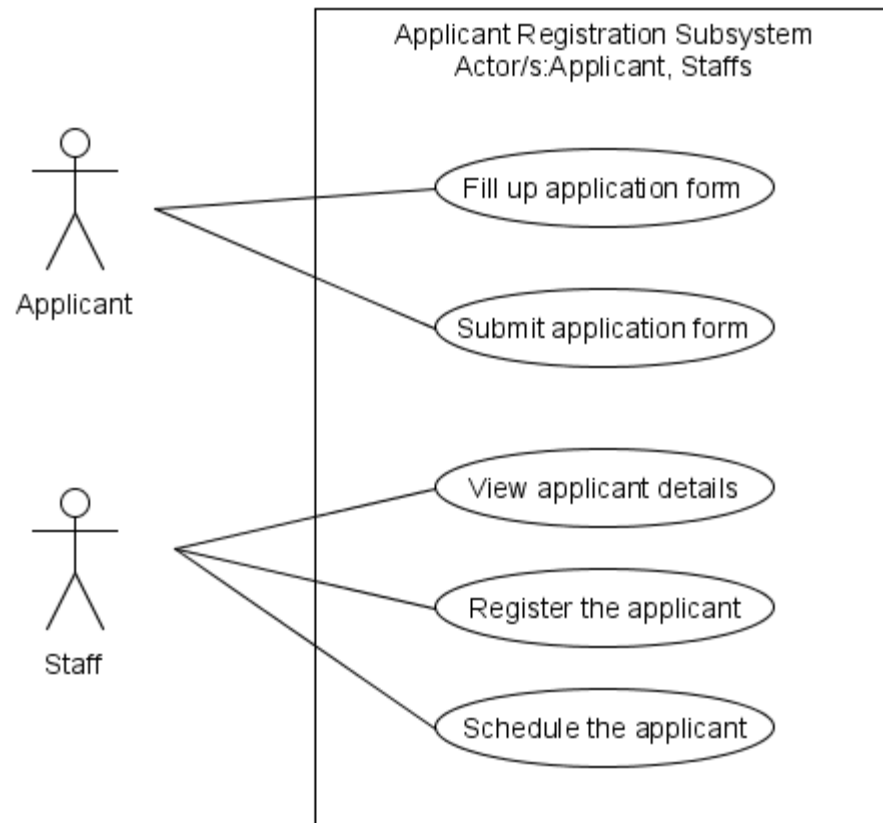 Applicant Registration Subsystem
Actor/s:Applicant, Staffs
Fill up application form
Applicant
Submit application form
View applicant details
Register the applicant
Staff
Schedule the applicant